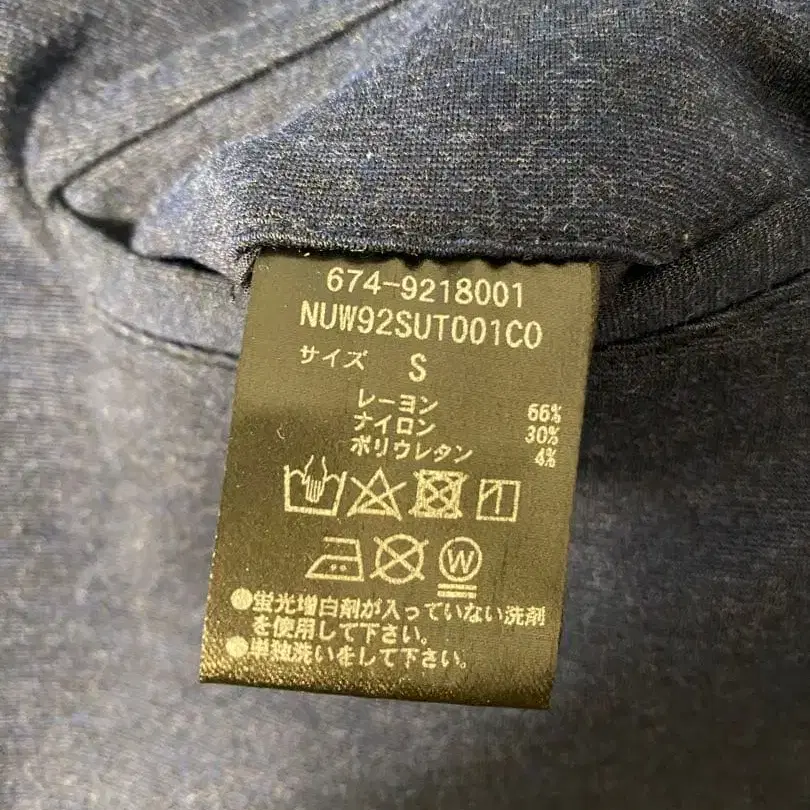 674-9218001
NUW92SUT001CO
サイズ S
レーヨン 66%
ナイロン 30%
ポリウレタン 4%
W
●蛍光増白剤が入っていない洗剤
を使用して下さい。
●単独洗いをして下さい。